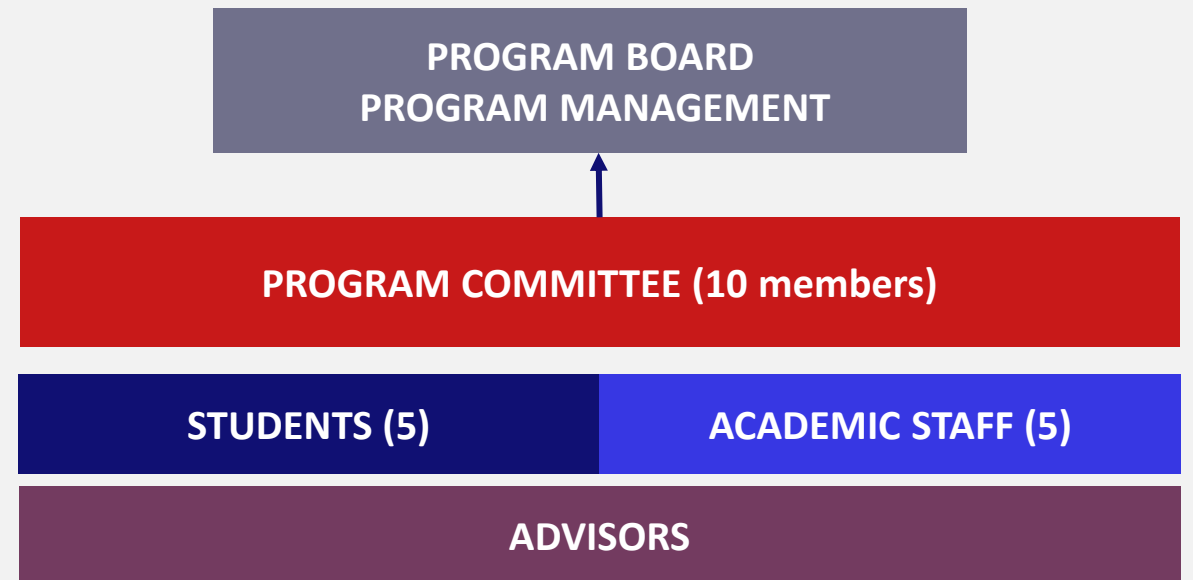 PROGRAM BOARD
PROGRAM MANAGEMENT
PROGRAM COMMITTEE (10 members)
STUDENTS (5)
ACADEMIC STAFF (5)
ADVISORS